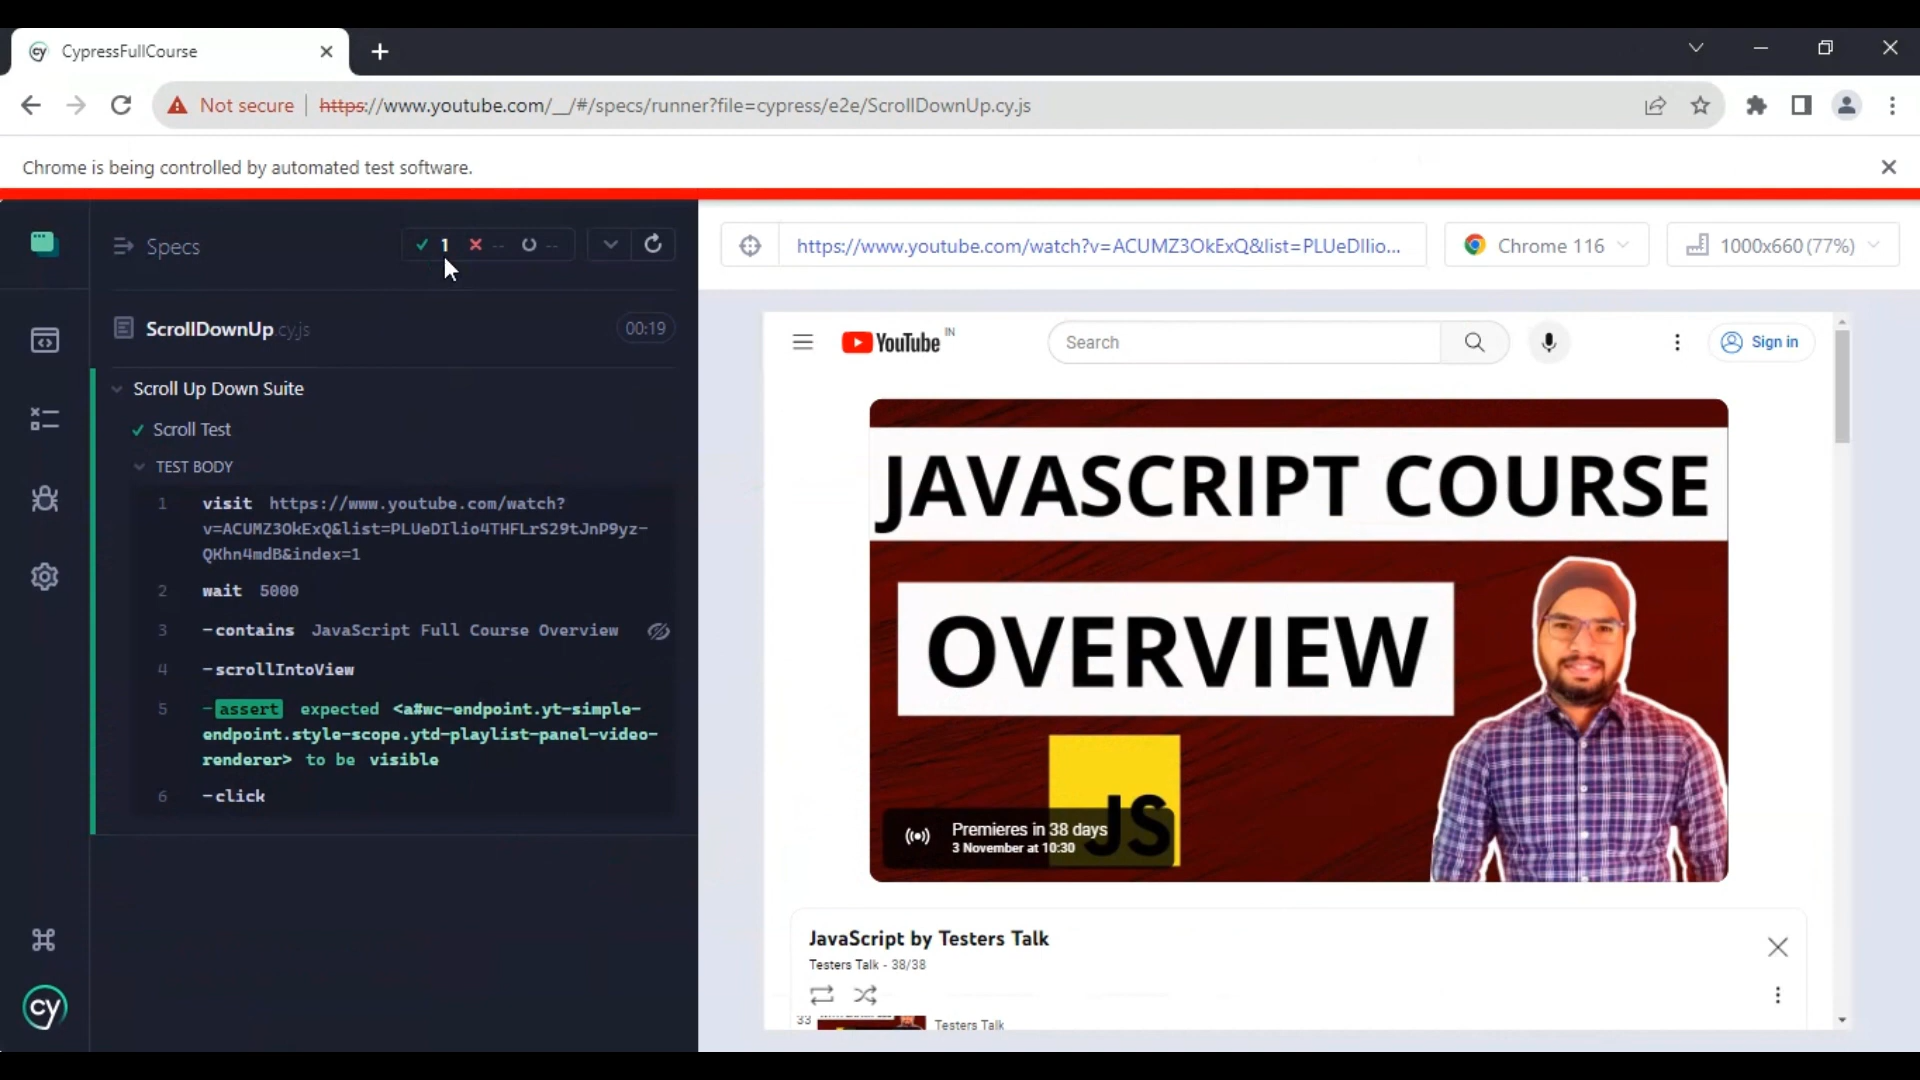 CypressFullCourse
Not secure
https://www.youtube.com/__/#/specs/runner?file=cypress/e2e/ScrollDownUp.cy.js
Chrome is being controlled by automated test software.
Specs
1 -- --
https://www.youtube.com/watch?v=ACUMZ3OkExQ&list=PLUeDIlio...
Chrome 116
1000x660 (77%)
ScrollDownUp.cy.js
00:19
Scroll Up Down Suite
Scroll Test
TEST BODY
1 visit https://www.youtube.com/watch?
v=ACUMZ3OkExQ&list=PLUeDIlio4THFLrS29tJnP9yz-
QKhn4mdB&index=1
2 wait 5000
3 -contains JavaScript Full Course Overview
4 -scrollIntoView
5 -assert expected <a#wc-endpoint.yt-simple-
endpoint.style-scope.ytd-playlist-panel-video-
renderer> to be visible
6 -click
cy
YouTube IN
Search
Sign in
JAVASCRIPT COURSE
OVERVIEW
JS
Premieres in 38 days
3 November at 10:30
JavaScript by Testers Talk
Testers Talk - 38/38
33
Testers Talk